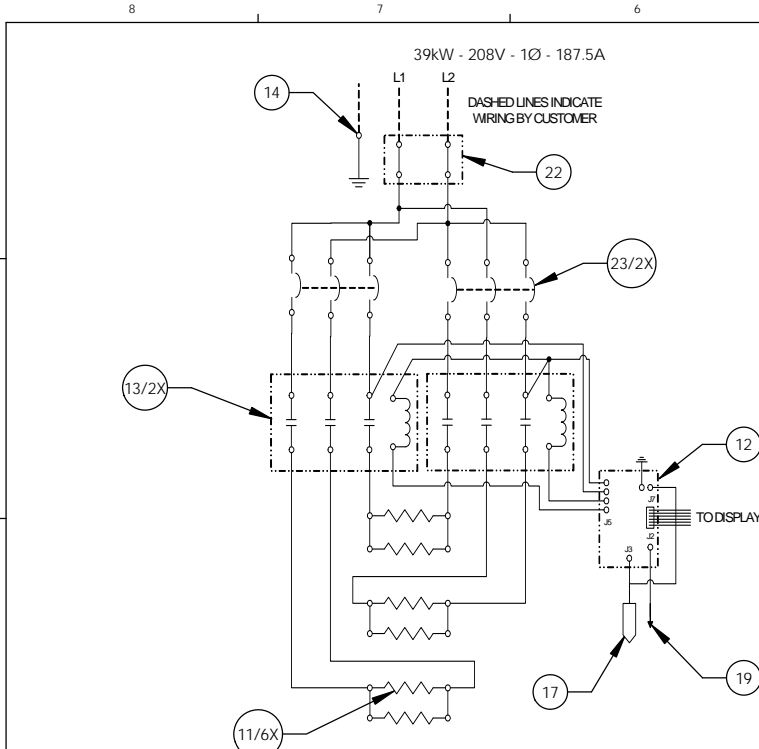 8 7 6
39kW - 208V - 1Ø - 187.5A
L1 L2
14
DASHED LINES INDICATE
WIRING BY CUSTOMER
22
23/2X
13/2X
12
J7
J5
TO DISPLAY
J3 J2
17
19
11/6X